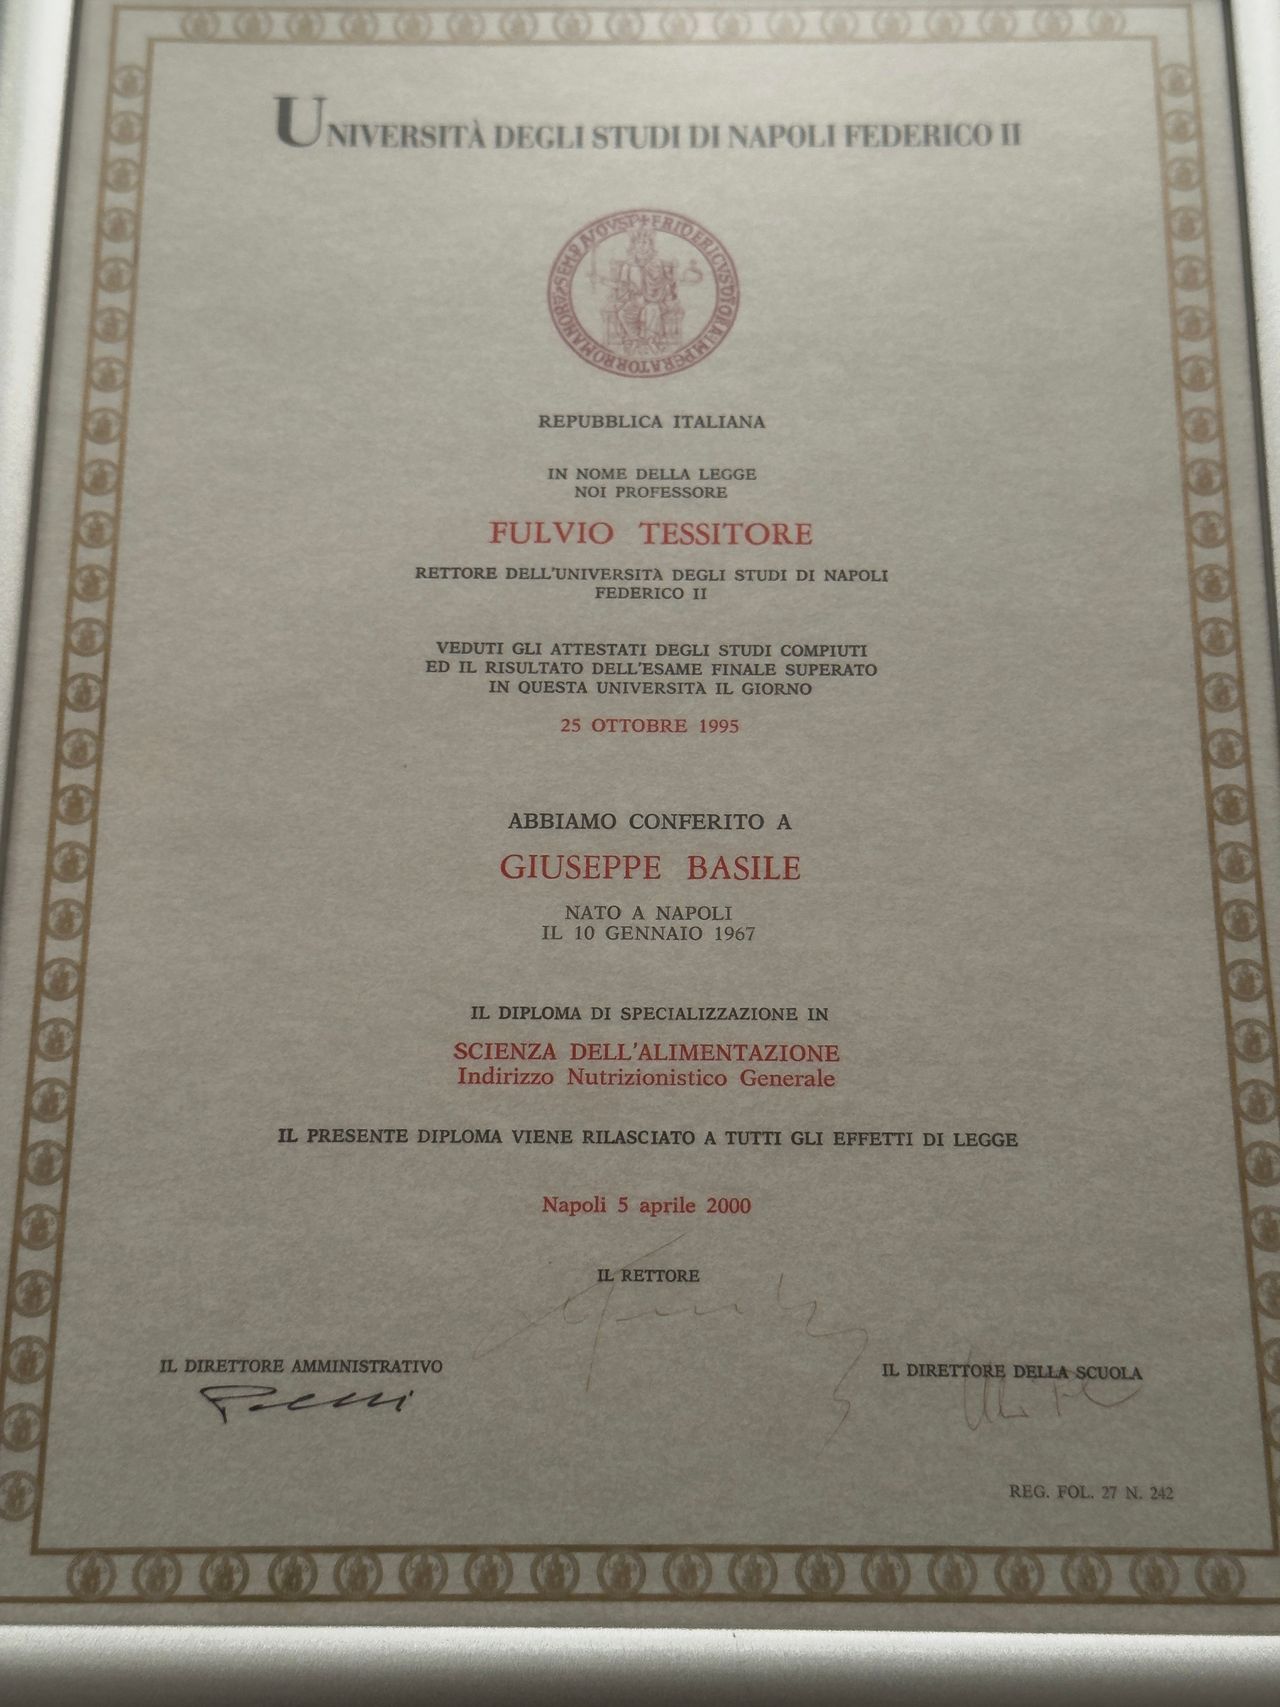 UNIVERSITÀ DEGLI STUDI DI NAPOLI FEDERICO II
REPUBBLICA ITALIANA
IN NOME DELLA LEGGE
NOI PROFESSORE
FULVIO TESSITORE
RETTORE DELL'UNIVERSITÀ DEGLI STUDI DI NAPOLI
FEDERICO II
VEDUTI GLI ATTESTATI DEGLI STUDI COMPIUTI
ED IL RISULTATO DELL'ESAME FINALE SUPERATO
IN QUESTA UNIVERSITÀ IL GIORNO
25 OTTOBRE 1995
ABBIAMO CONFERITO A
GIUSEPPE BASILE
NATO A NAPOLI
IL 10 GENNAIO 1967
IL DIPLOMA DI SPECIALIZZAZIONE IN
SCIENZA DELL'ALIMENTAZIONE
Indirizzo Nutrizionistico Generale
IL PRESENTE DIPLOMA VIENE RILASCIATO A TUTTI GLI EFFETTI DI LEGGE
Napoli 5 aprile 2000
IL RETTORE
IL DIRETTORE AMMINISTRATIVO
IL DIRETTORE DELLA SCUOLA
REG. FOL. 27 N. 242